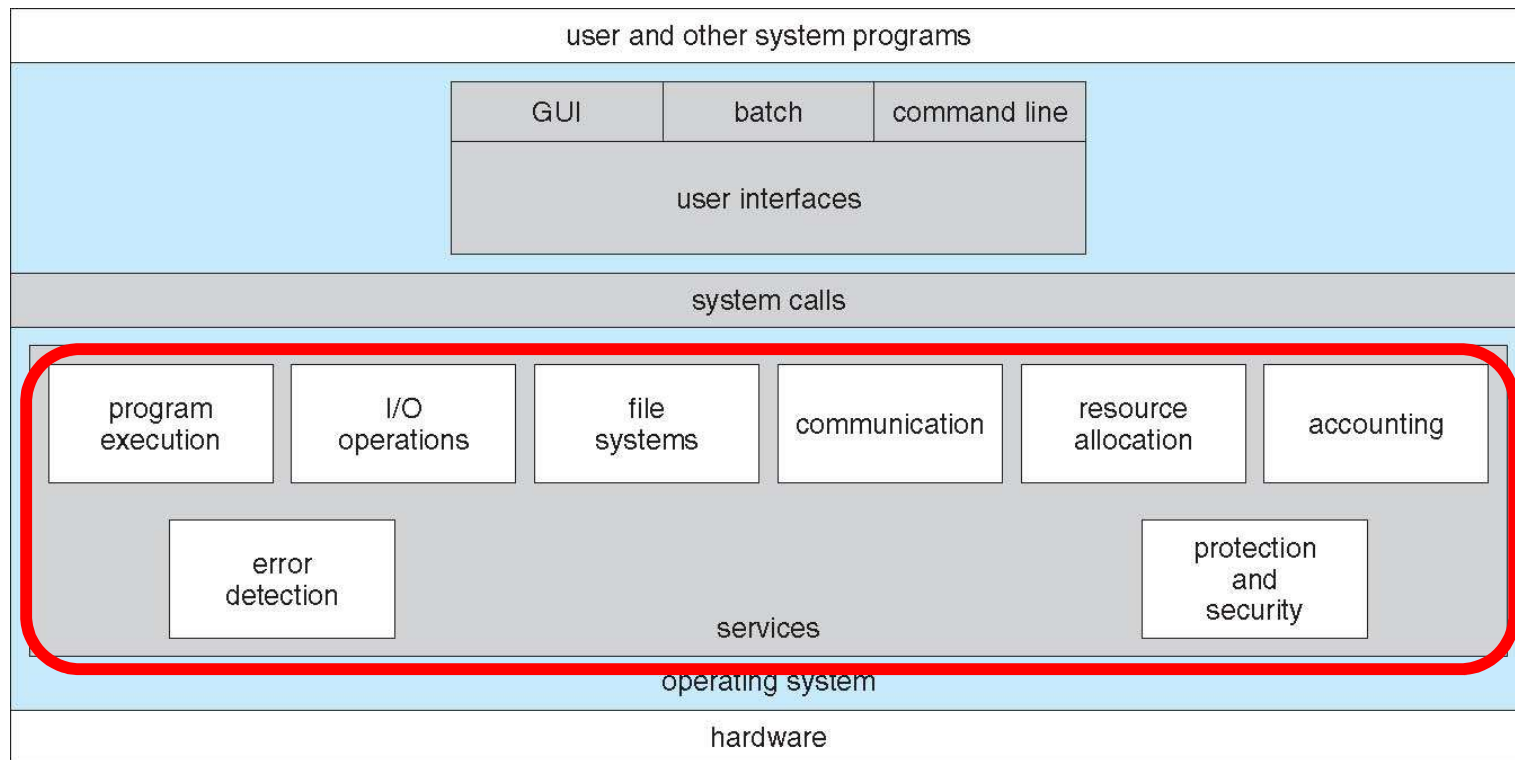 user and other system programs
GUI
batch
command line
user interfaces
system calls
program
execution
I/O
operations
file
systems
communication
resource
allocation
accounting
error
detection
protection
and
security
services
operating system
hardware